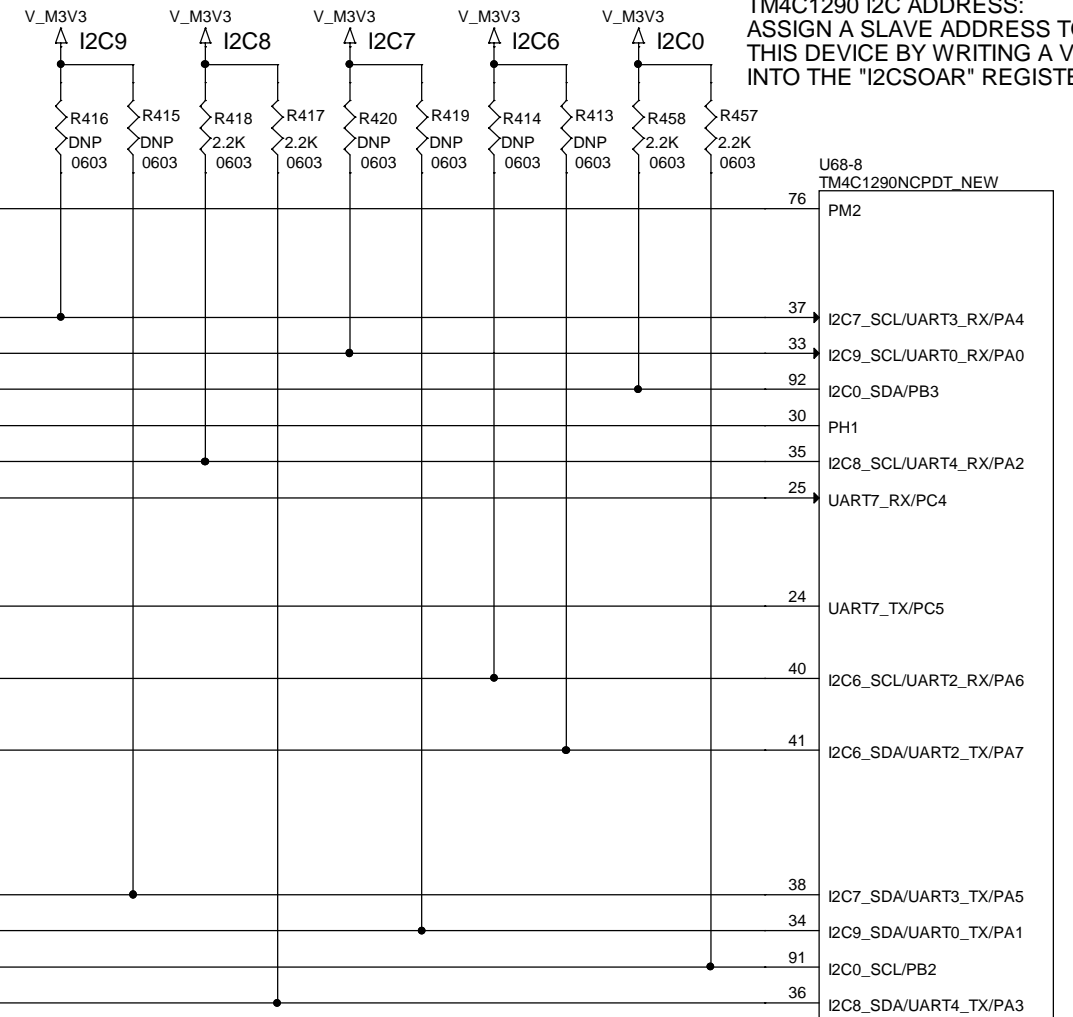 TM4C1290 I2C ADDRESS:
ASSIGN A SLAVE ADDRESS
THIS DEVICE BY WRITING A
INTO THE "I2CSOAR"
V_M3V3 V_M3V3 V_M3V3 V_M3V3 V_M3V3
I2C9 I2C8 I2C7 I2C6 I2C0
R416 R415 R418 R417 R420 R419 R414 R413 R458 R457
DNP DNP 2.2K 2.2K DNP DNP DNP DNP 2.2K 2.2K
0603 0603 0603 0603 0603 0603 0603 0603 0603 0603
U68-8
TM4C1290NCPDT_NEW
76 PM2
37 I2C7_SCL/UART3_RX/PA4
33 I2C9_SCL/UART0_RX/PA0
92 I2C0_SDA/PB3
30 PH1
35 I2C8_SCL/UART4_RX/PA2
25 UART7_RX/PC4
24 UART7_TX/PC5
40 I2C6_SCL/UART2_RX/PA6
41 I2C6_SDA/UART2_TX/PA7
38 I2C7_SDA/UART3_TX/PA5
34 I2C9_SDA/UART0_TX/PA1
91 I2C0_SCL/PB2
36 I2C8_SDA/UART4_TX/PA3